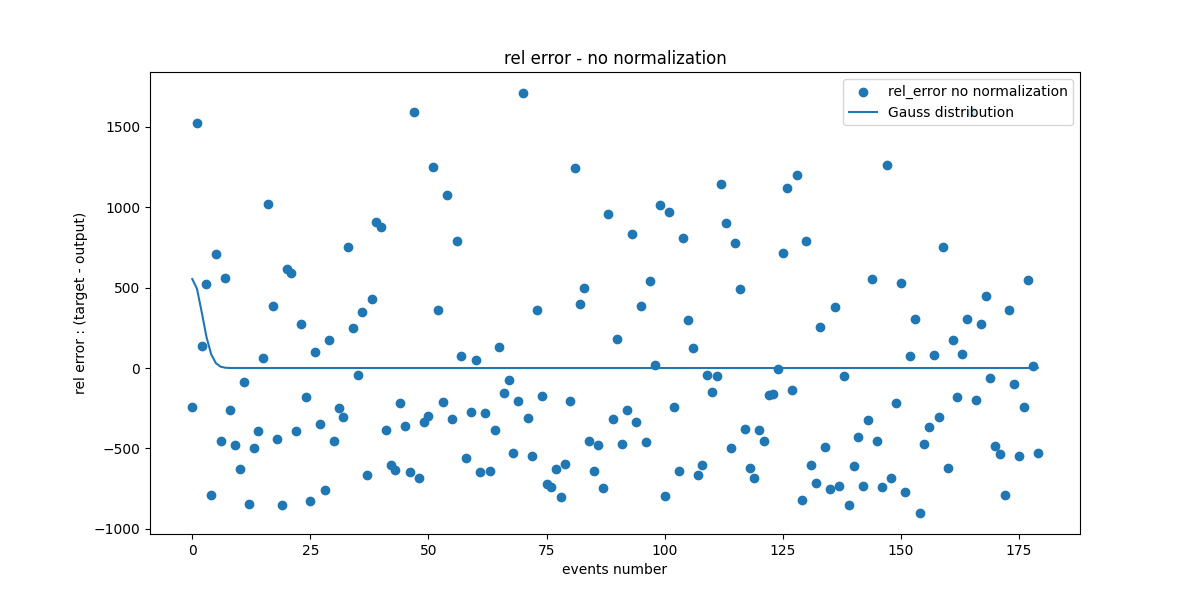 rel error - no normalization
rel_error no normalization
Gauss distribution
1500
1000
500
0
−500
−1000
rel error : (target - output)
0 25 50 75 100 125 150 175
events number